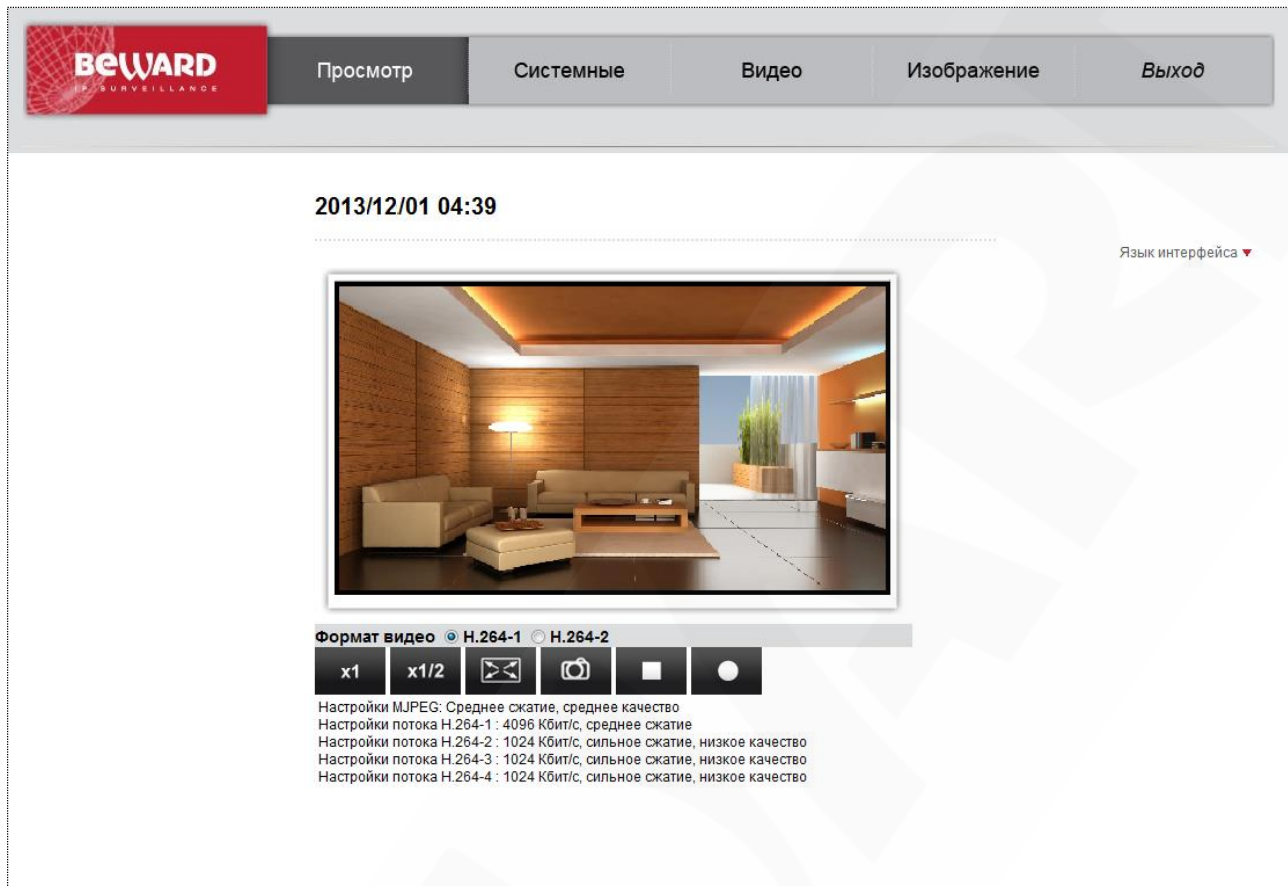 BEWARD
IP SURVEILLANCE
Просмотр
Системные
Видео
Изображение
Выход
2013/12/01 04:39
Язык интерфейса
Формат видео H.264-1 H.264-2
x1
x1/2
Настройки MJPEG: Среднее сжатие, среднее качество
Настройки потока H.264-1 : 4096 Кбит/с, среднее сжатие
Настройки потока H.264-2 : 1024 Кбит/с, сильное сжатие, низкое качество
Настройки потока H.264-3 : 1024 Кбит/с, сильное сжатие, низкое качество
Настройки потока H.264-4 : 1024 Кбит/с, сильное сжатие, низкое качество